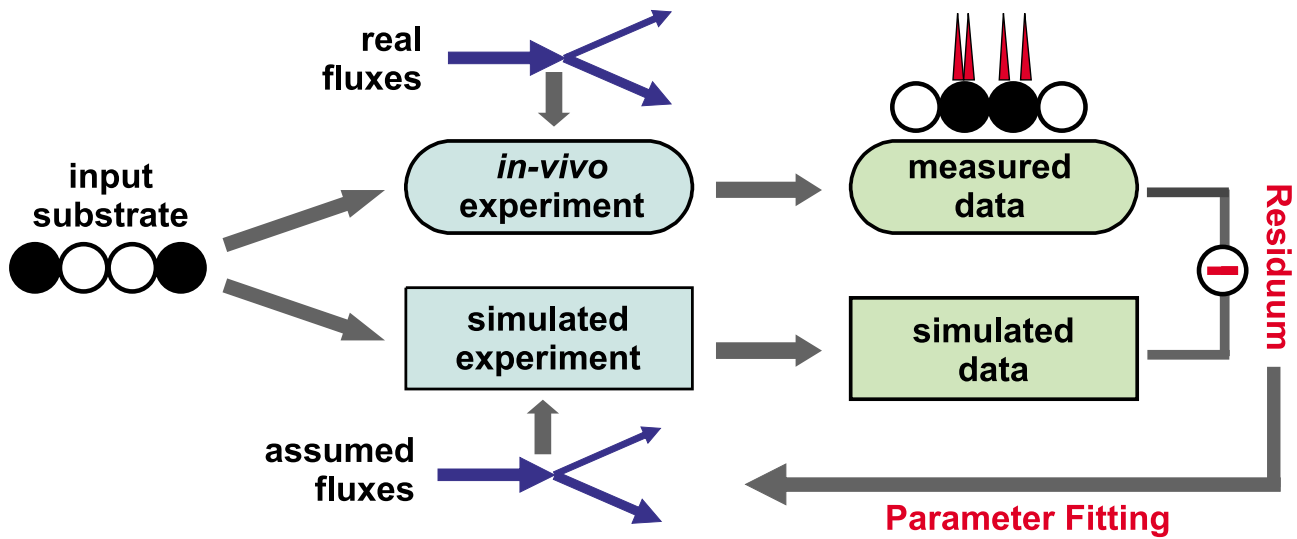 real
fluxes
input
substrate
in-vivo
experiment
measured
data
Residuum
simulated
experiment
simulated
data
assumed
fluxes
Parameter Fitting